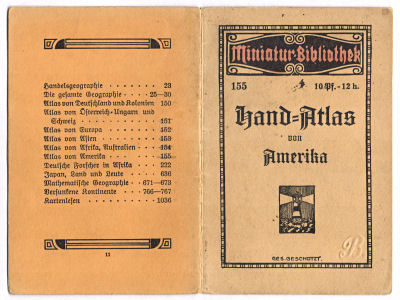 Handelsgeographie · · · · · · · 23
Die gesamte Geographie · · · 25—30
Atlas von Deutschland und Kolonien 150
Atlas von Österreich-Ungarn und
Schweiz · · · · · · · · · · 151
Atlas von Europa · · · · · · · 152
Atlas von Asien · · · · · · · · 153
Atlas von Afrika, Australien · · · 154
Atlas von Amerika · · · · · · · 155
Deutsche Forscher in Afrika · · · 222
Japan, Land und Leute · · · · · 636
Mathematische Geographie · · 671—673
Versunkene Kontinente · · · 766—767
Kartenlesen · · · · · · · · · 1036
Miniatur-Bibliothek
155
10 Pf. - 12 h.
Hand-Atlas
von
Amerika
GES. GESCHÜTZT.